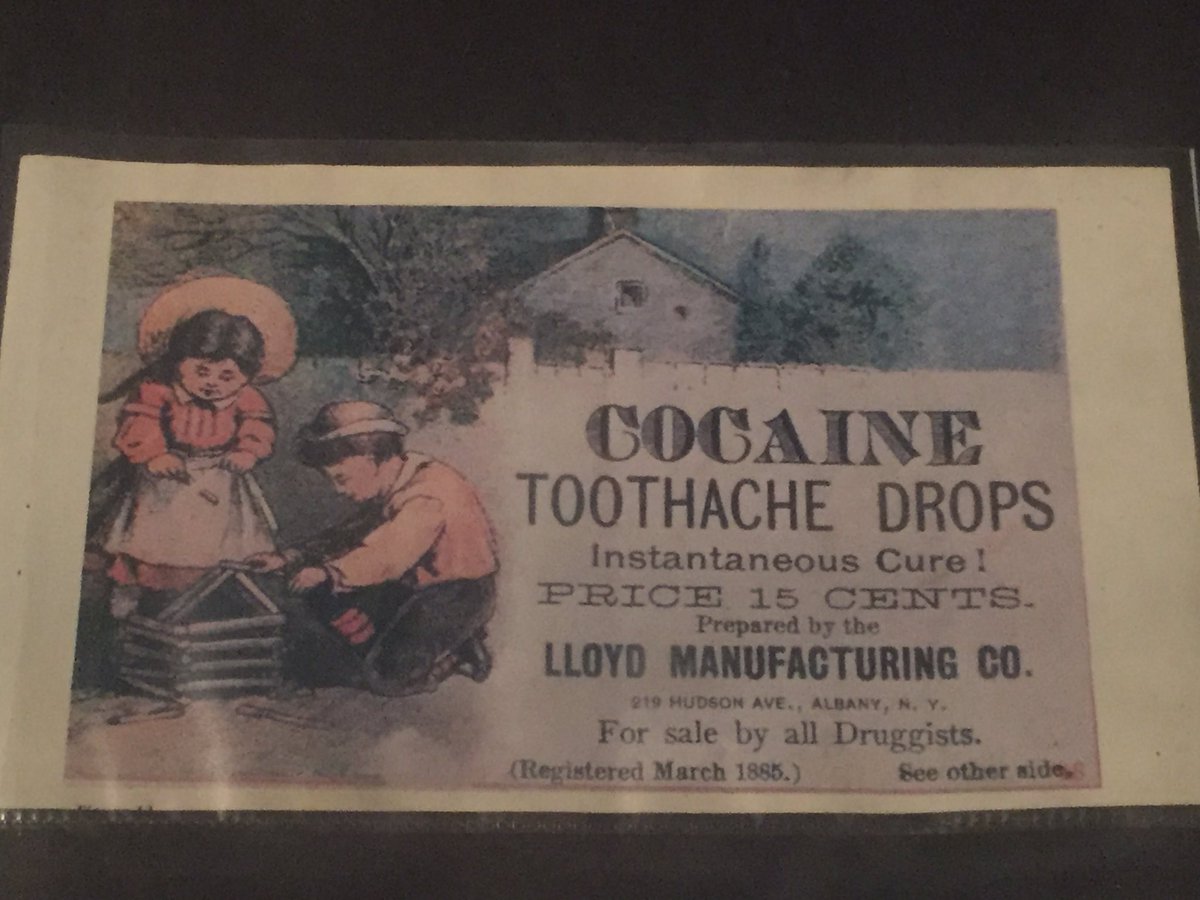 COCAINE
TOOTHACHE DROPS
Instantaneous Cure!
PRICE 15 CENTS.
Prepared by the
LLOYD MANUFACTURING CO.
219 HUDSON AVE., ALBANY, N. Y.
For sale by all Druggists.
(Registered March 1885.) See other side.